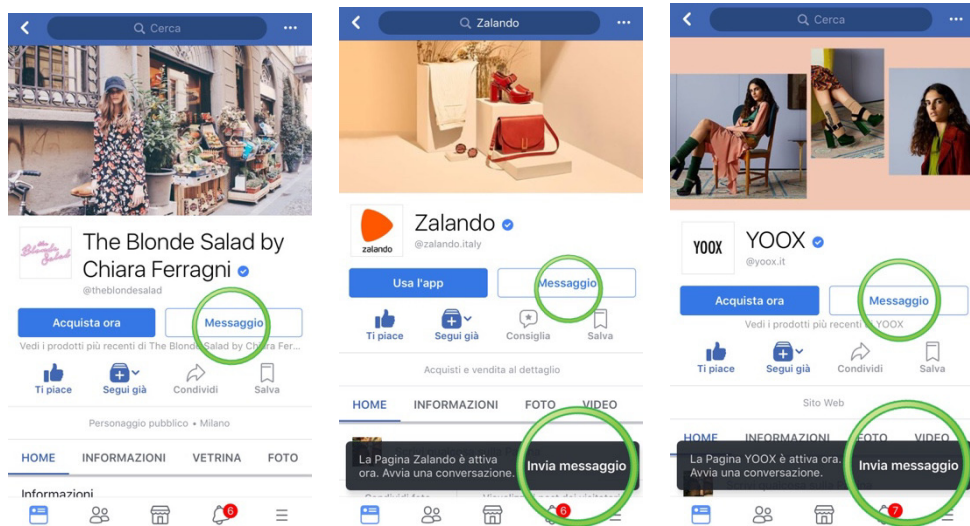 Cerca
the
Blonde
Salad
The Blonde Salad by
Chiara Ferragni
@theblondesalad
Acquista ora
Messaggio
Vedi i prodotti più recenti di The Blonde Salad by Chiara Fer...
Ti piace
Segui già
Condividi
Salva
Personaggio pubblico • Milano
HOME
INFORMAZIONI
VETRINA
FOTO
Informazioni
6
Zalando
zalando
Zalando
@zalando.italy
Usa l'app
Messaggio
Ti piace
Segui già
Consiglia
Salva
Acquisti e vendita al dettaglio
HOME
INFORMAZIONI
FOTO
VIDEO
La Pagina Zalando è attiva
ora. Avvia una conversazione.
Invia messaggio
6
Cerca
YOOX
YOOX
@yoox.it
Acquista ora
Messaggio
Vedi i prodotti più recenti di YOOX
Ti piace
Segui già
Condividi
Salva
Sito Web
HOME
INFORMAZIONI
FOTO
VIDEO
La Pagina YOOX è attiva ora.
Avvia una conversazione.
Invia messaggio
7